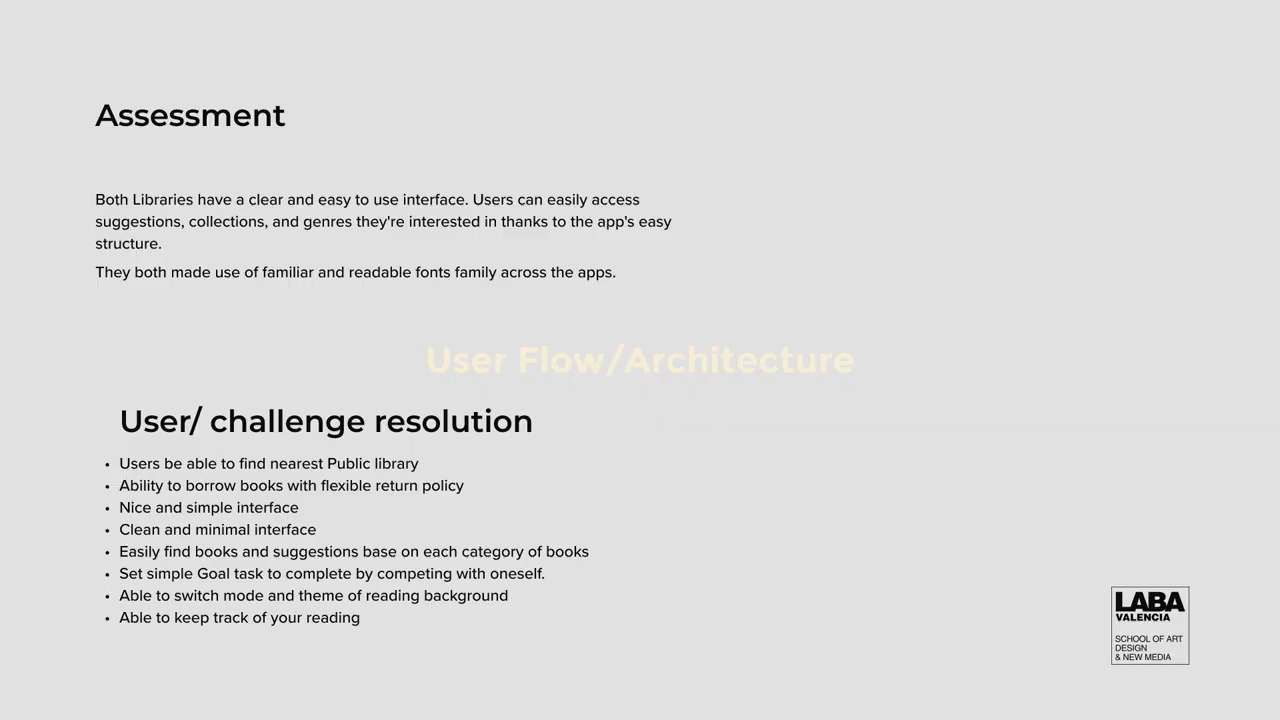 Assessment
Both Libraries have a clear and easy to use interface. Users can easily access
suggestions, collections, and genres they're interested in thanks to the app's easy
structure.
They both made use of familiar and readable fonts family across the apps.
User Flow/Architecture
User/ challenge resolution
• Users be able to find nearest Public library
• Ability to borrow books with flexible return policy
• Nice and simple interface
• Clean and minimal interface
• Easily find books and suggestions base on each category of books
• Set simple Goal task to complete by competing with oneself.
• Able to switch mode and theme of reading background
• Able to keep track of your reading
LABA
VALENCIA
SCHOOL OF ART
DESIGN
& NEW MEDIA